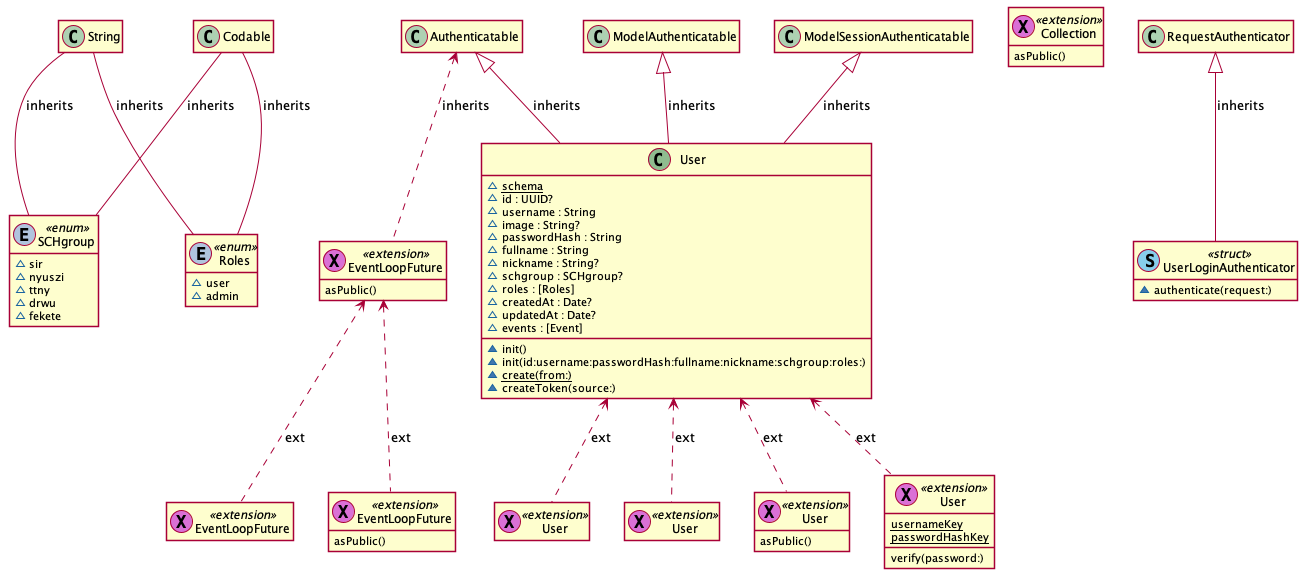 C String
C Codable
C Authenticatable
C ModelAuthenticatable
C ModelSessionAuthenticatable
X «extension»
Collection
asPublic()
C RequestAuthenticator
inherits
inherits
inherits
inherits
inherits
inherits
inherits
inherits
inherits
C User
schema
id : UUID?
username : String
image : String?
passwordHash : String
fullname : String
nickname : String?
schgroup : SCHgroup?
roles : [Roles]
createdAt : Date?
updatedAt : Date?
events : [Event]
init()
init(id:username:passwordHash:fullname:nickname:schgroup:roles:)
create(from:)
createToken(source:)
E «enum»
SCHgroup
sir
nyuszi
ttny
drwu
fekete
E «enum»
Roles
user
admin
X «extension»
EventLoopFuture
asPublic()
S «struct»
UserLoginAuthenticator
authenticate(request:)
ext
ext
ext
ext
ext
ext
X «extension»
EventLoopFuture
X «extension»
EventLoopFuture
asPublic()
X «extension»
User
X «extension»
User
X «extension»
User
asPublic()
X «extension»
User
usernameKey
passwordHashKey
verify(password:)